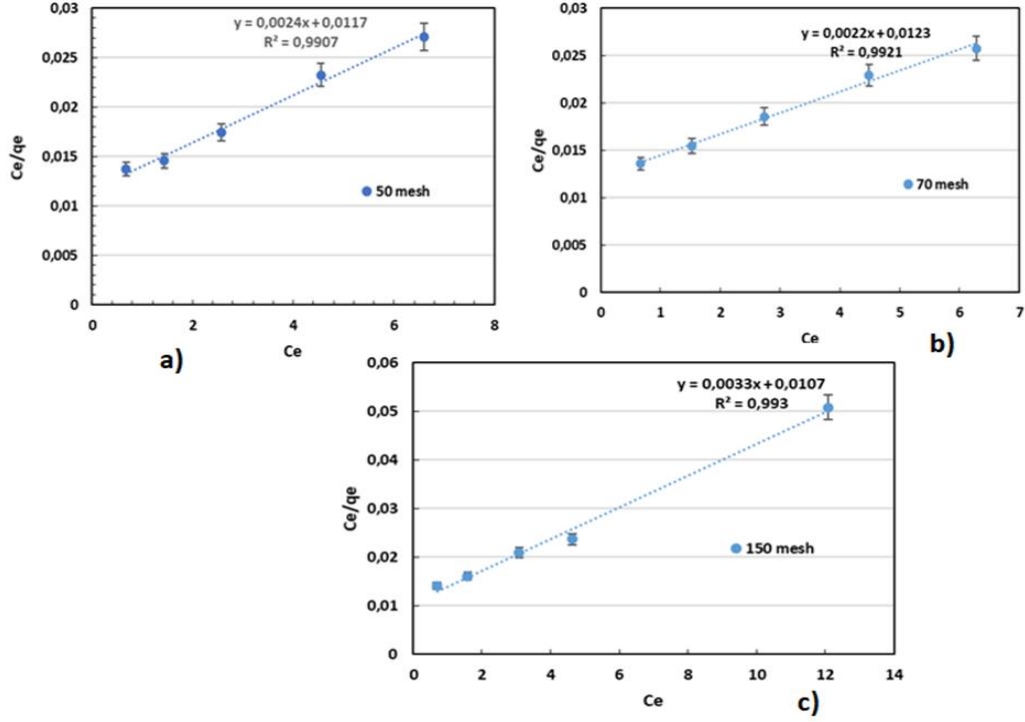 0,03
y = 0,0024x + 0,0117
R² = 0,9907
0,025
0,02
0,015
0,01
0,005
0
Ce/qe
50 mesh
0
2
4
6
8
Ce
a)
0,03
y = 0,0022x + 0,0123
R² = 0,9921
0,025
0,02
0,015
0,01
0,005
0
Ce/qe
70 mesh
0
1
2
3
4
5
6
7
Ce
b)
0,06
y = 0,0033x + 0,0107
R² = 0,993
0,05
0,04
0,03
0,02
0,01
0
Ce/qe
150 mesh
0
2
4
6
8
10
12
14
Ce
c)